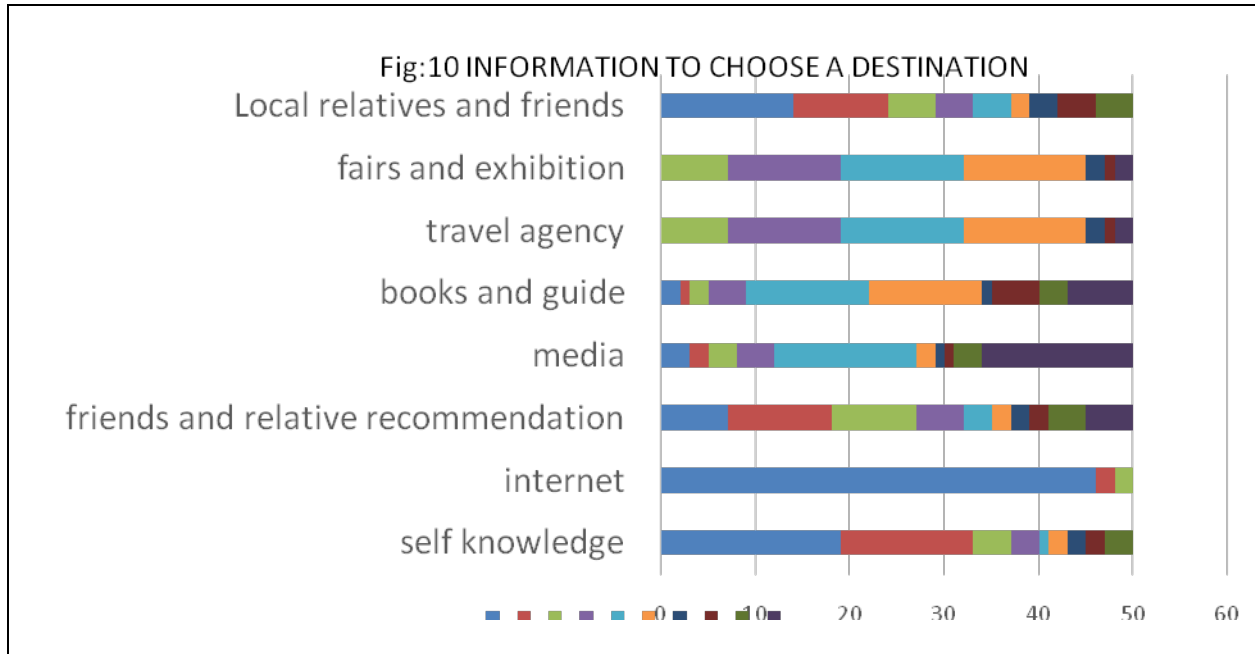 Fig:10 INFORMATION TO CHOOSE A DESTINATION
Local relatives and friends
fairs and exhibition
travel agency
books and guide
media
friends and relative recommendation
internet
self knowledge
0 10 20 30 40 50 60